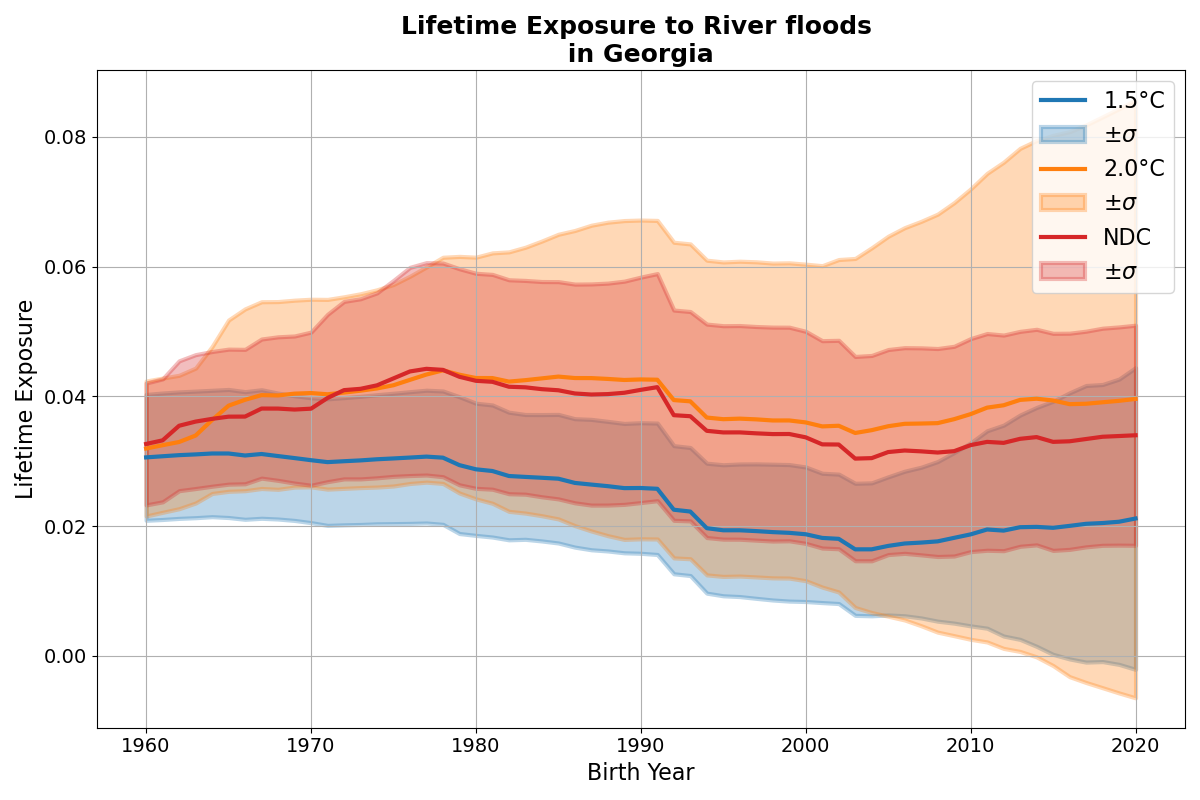 Lifetime Exposure to River floods
in Georgia
Lifetime Exposure
0.08
0.06
0.04
0.02
0.00
1960 1970 1980 1990 2000 2010 2020
Birth Year
1.5°C
±σ
2.0°C
±σ
NDC
±σ